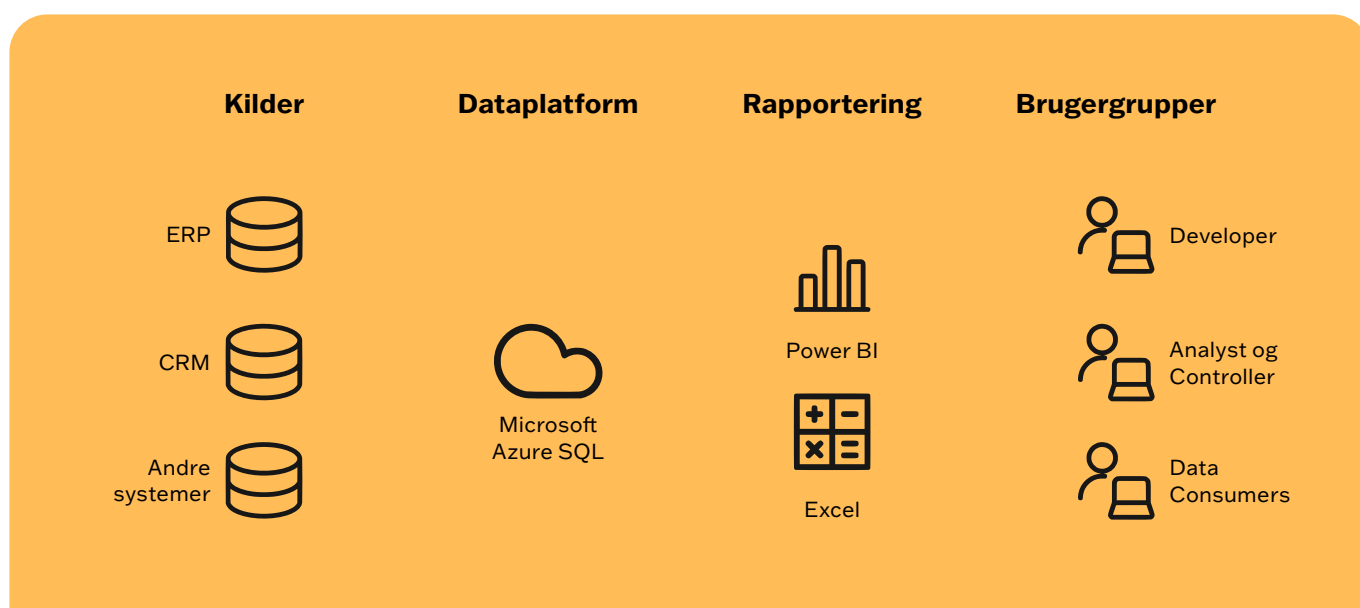 Kilder
Dataplatform
Rapportering
Brugergrupper
ERP
CRM
Andre
systemer
Microsoft
Azure SQL
Power BI
Excel
Developer
Analyst og
Controller
Data
Consumers